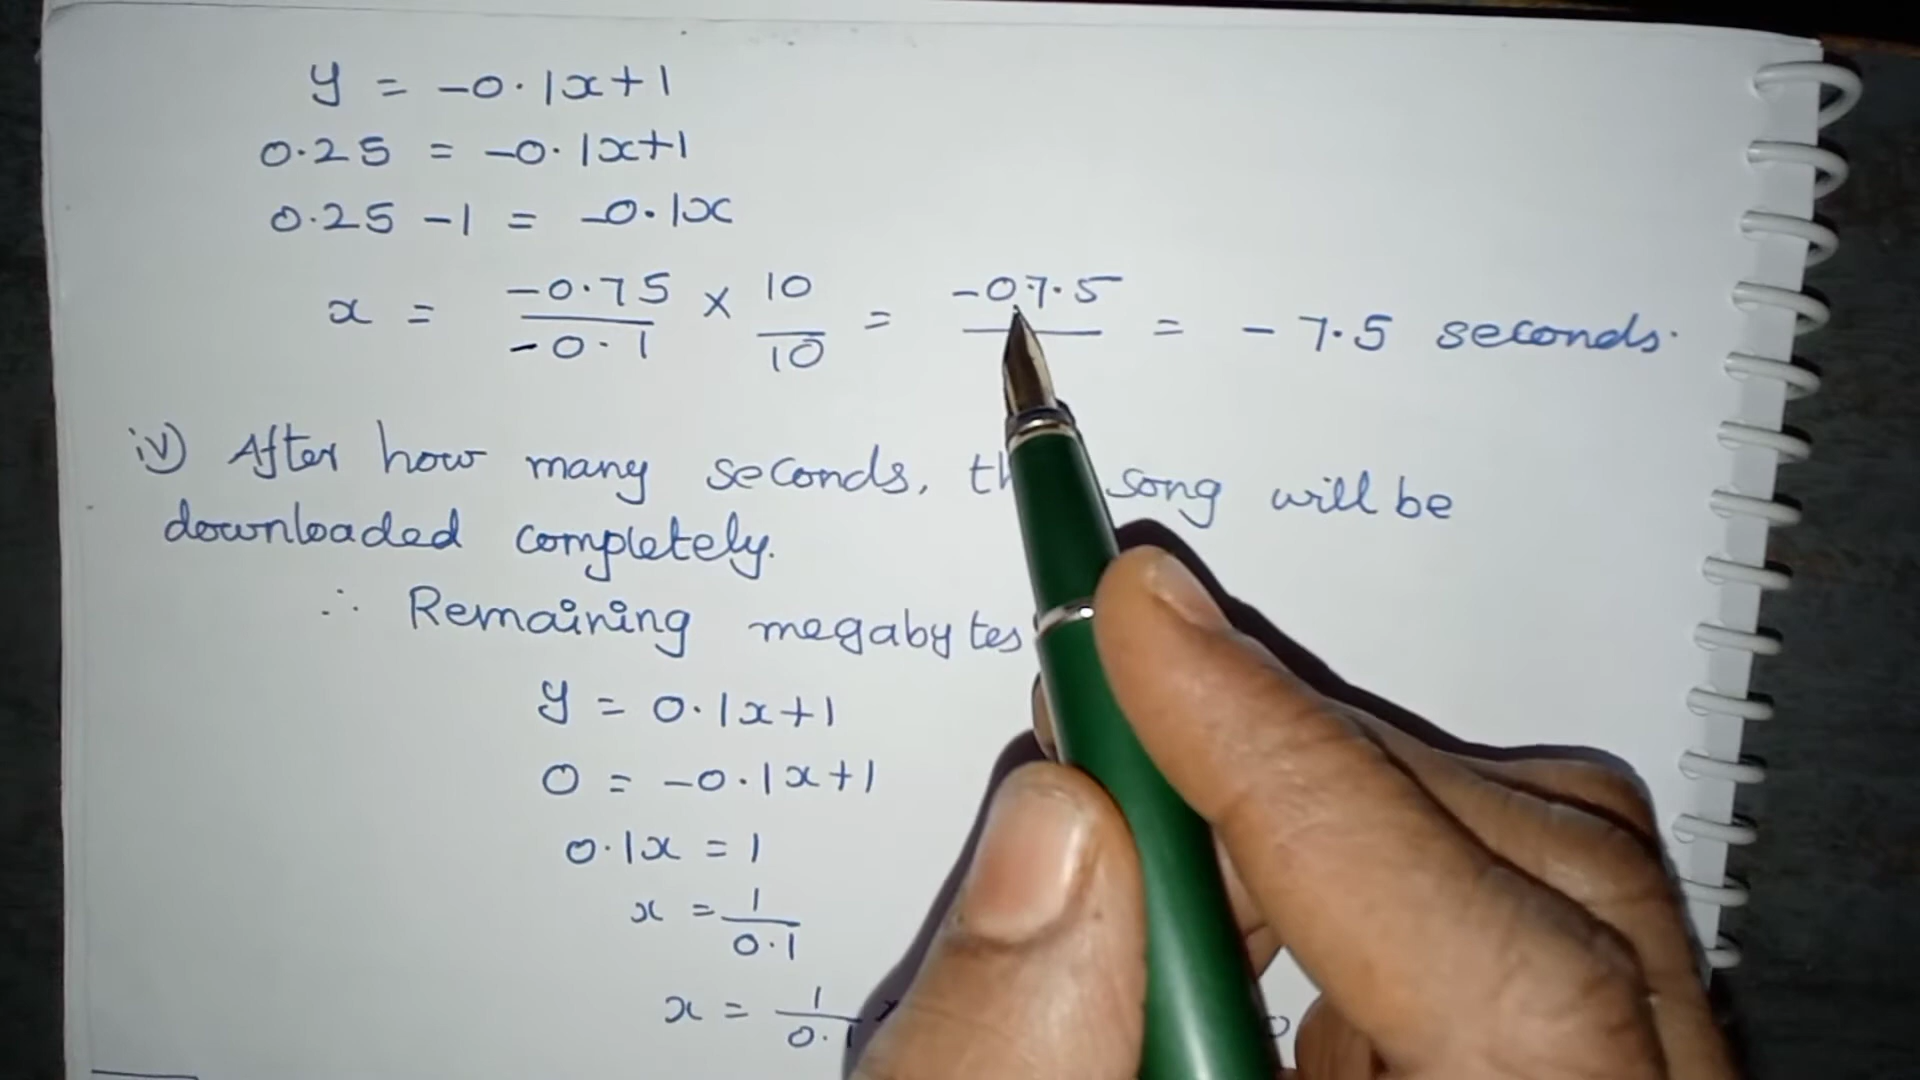 y = -0.1x+1
0.25 = -0.1x+1
0.25 -1 = -0.1x
x = -0.75/-0.1 × 10/10 = -07.5/ = -7.5 seconds.
iv) After how many seconds, song will be
downloaded completely.
∴ Remaining megabytes
y = 0.1x+1
0 = -0.1x+1
0.1x = 1
x = 1/0.1
x = 1/0.1